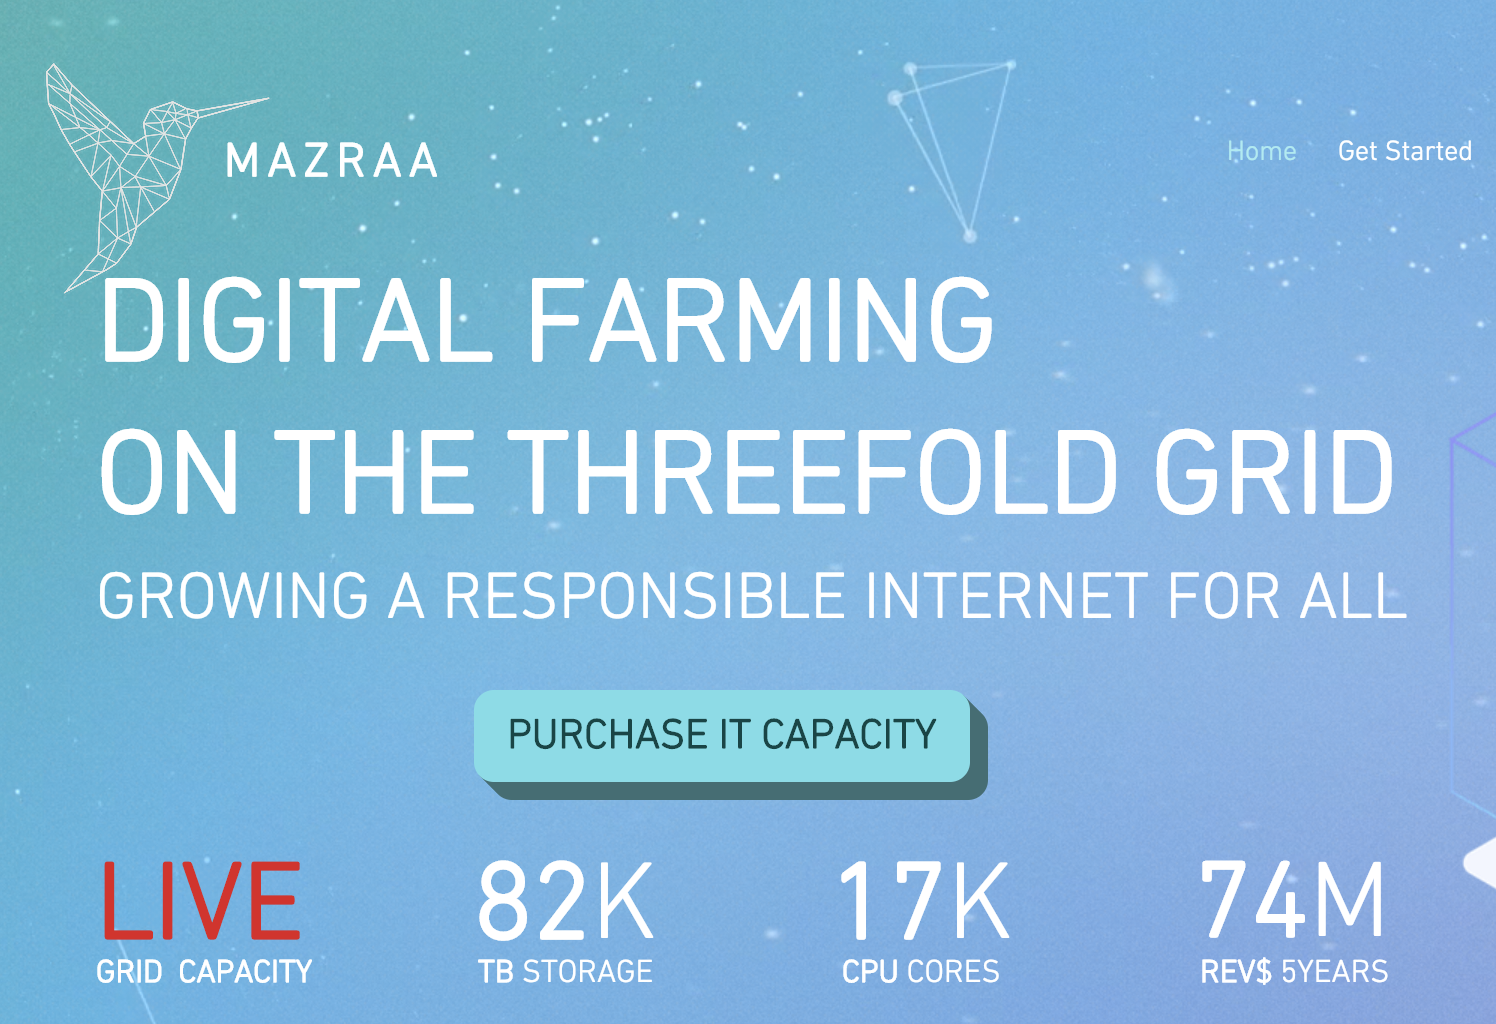 MAZRAA
Home Get Started
DIGITAL FARMING
ON THE THREEFOLD GRID
GROWING A RESPONSIBLE INTERNET FOR ALL
PURCHASE IT CAPACITY
LIVE 82K 17K 74M
GRID CAPACITY TB STORAGE CPU CORES REV$ 5YEARS